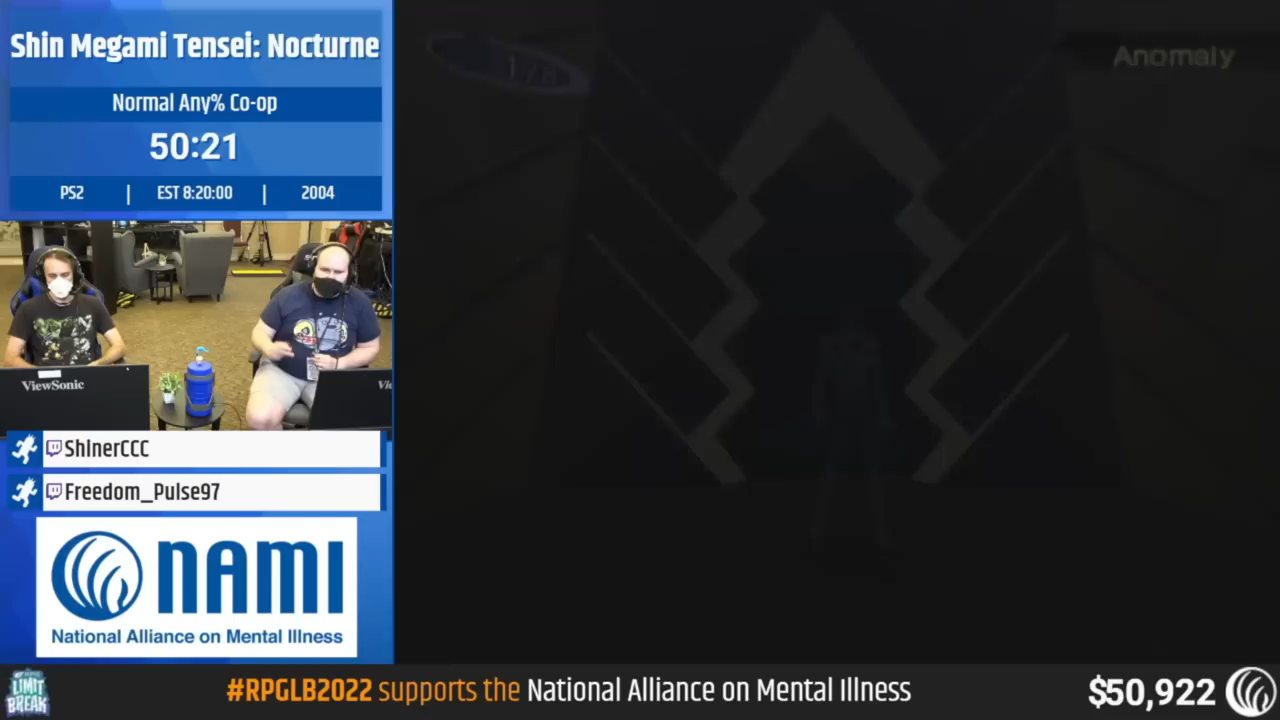 Shin Megami Tensei: Nocturne
Normal Any% Co-op
50:21
PS2 | EST 8:20:00 | 2004
1/8
Anomaly
ViewSonic
ShinerCCC
Freedom_Pulse97
NAMI
National Alliance on Mental Illness
LIMIT
BREAK
#RPGLB2022 supports the National Alliance on Mental Illness
$50,922